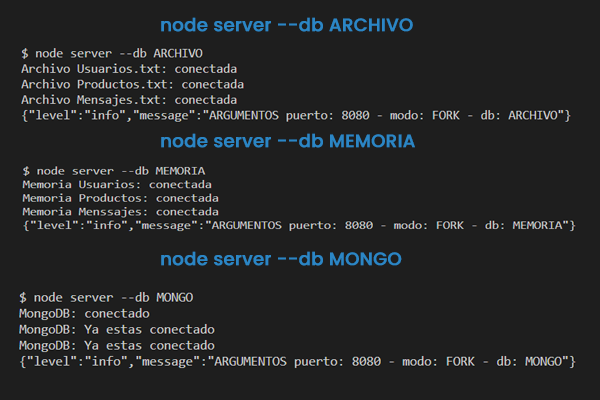 node server --db ARCHIVO
$ node server --db ARCHIVO
Archivo Usuarios.txt: conectada
Archivo Productos.txt: conectada
Archivo Mensajes.txt: conectada
{"level":"info","message":"ARGUMENTOS puerto: 8080 - modo: FORK - db: ARCHIVO"}
node server --db MEMORIA
$ node server --db MEMORIA
Memoria Usuarios: conectada
Memoria Productos: conectada
Memoria Menssajes: conectada
{"level":"info","message":"ARGUMENTOS puerto: 8080 - modo: FORK - db: MEMORIA"}
node server --db MONGO
$ node server --db MONGO
MongoDB: conectado
MongoDB: Ya estas conectado
MongoDB: Ya estas conectado
{"level":"info","message":"ARGUMENTOS puerto: 8080 - modo: FORK - db: MONGO"}